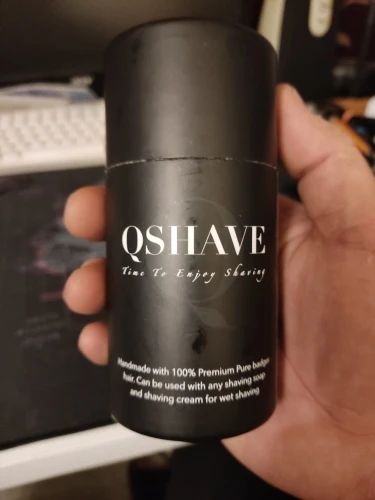 QSHAVE
Time To Enjoy Shaving
Handmade with 100% Premium Pure badger
hair. Can be used with any shaving soap
and shaving cream for wet shaving